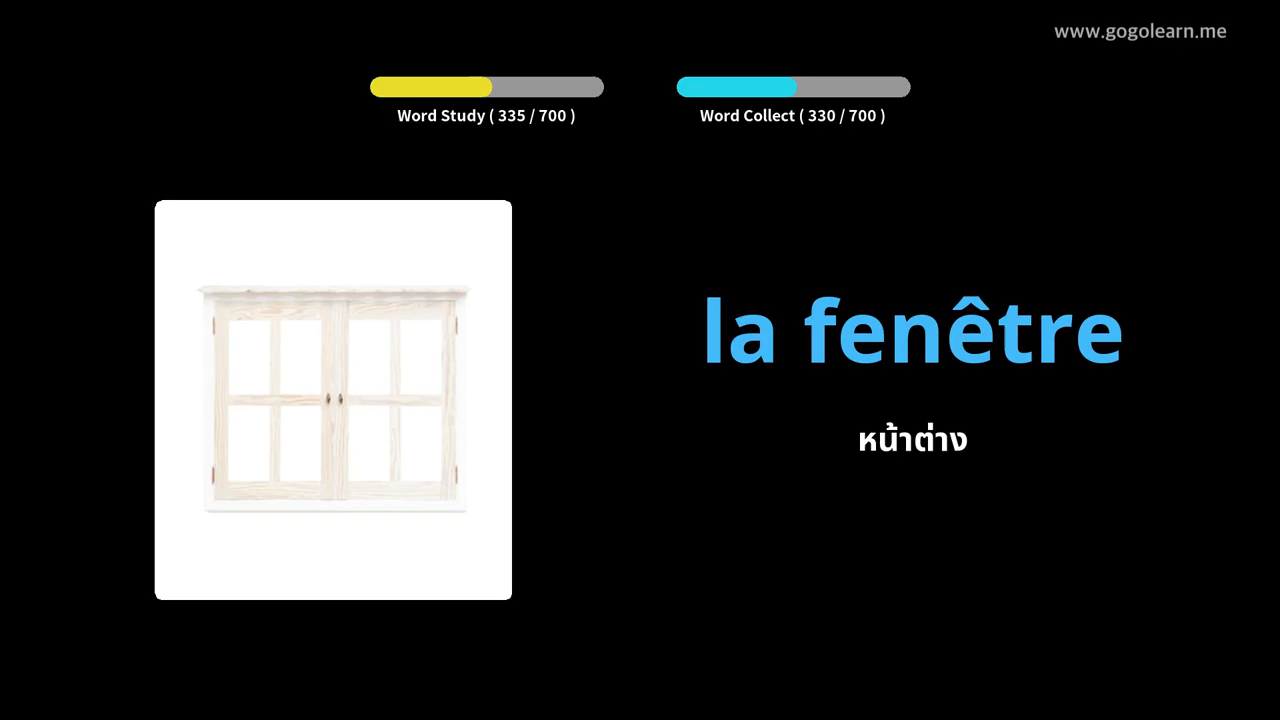 www.gogolearn.me
Word Study ( 335 / 700 )
Word Collect ( 330 / 700 )
la fenêtre
หน้าต่าง